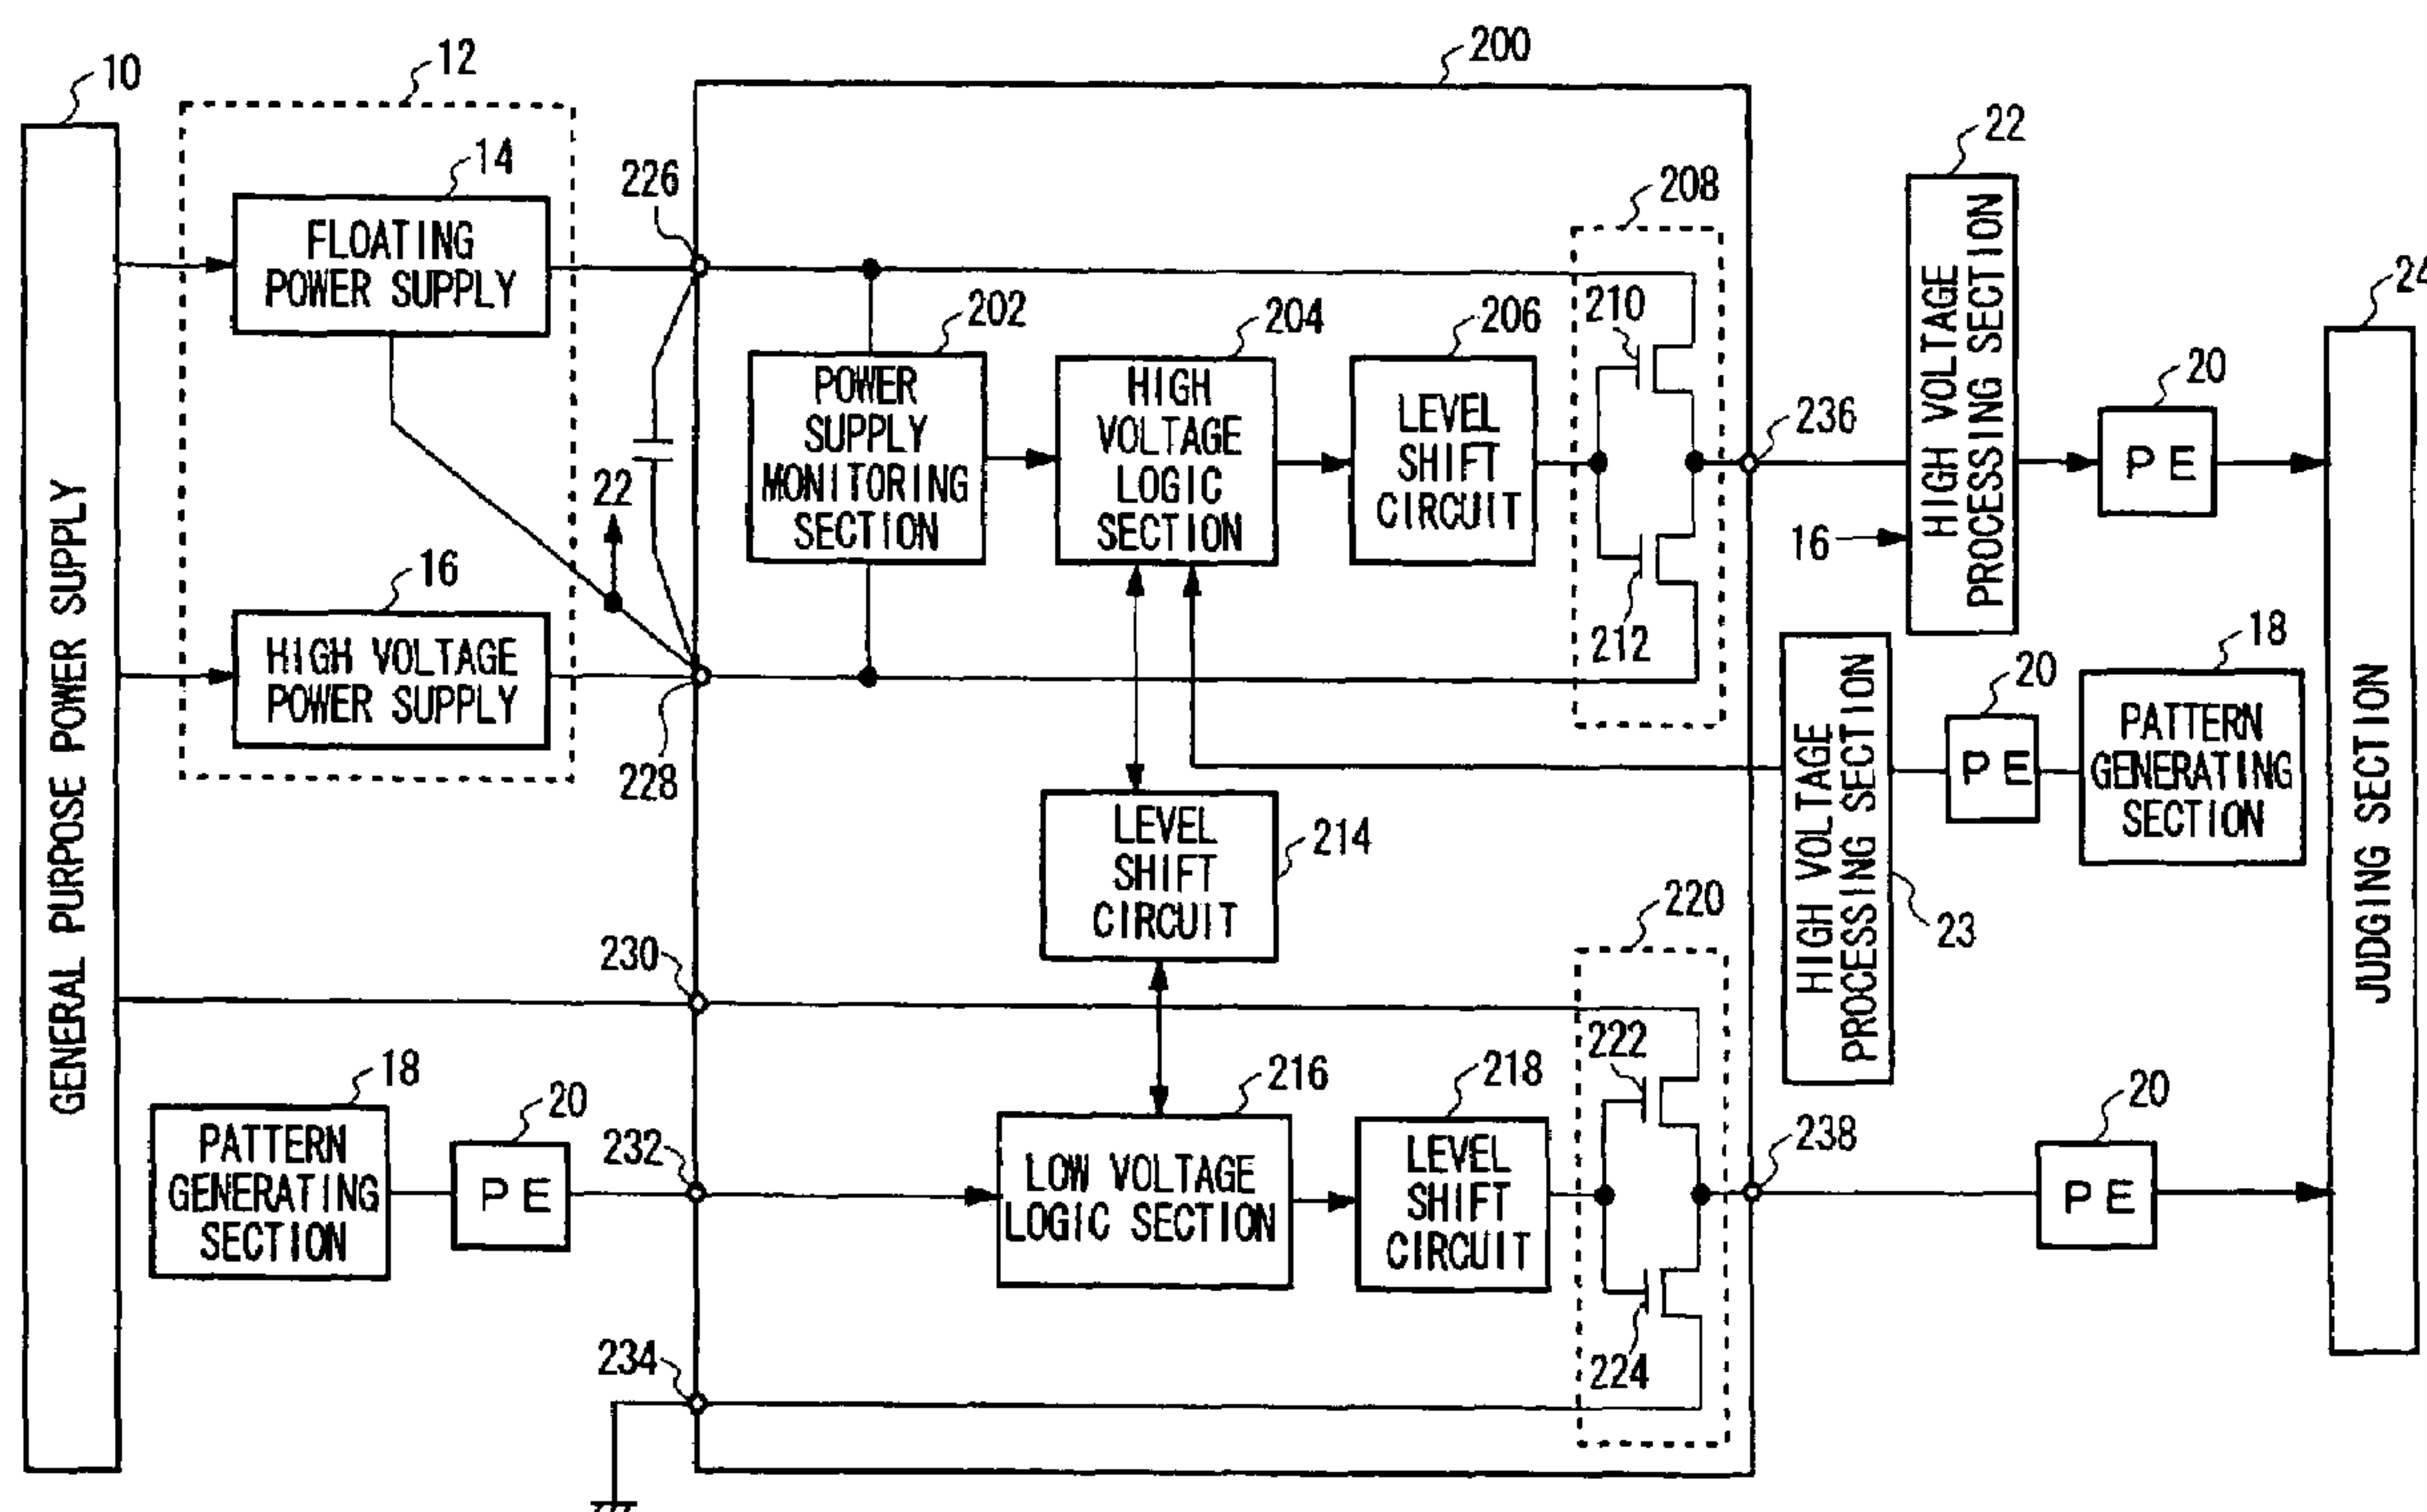 10
12
200
14
FLOATING
POWER SUPPLY
226
22
208
202
204
206
210
24
POWER
SUPPLY
MONITORING
SECTION
HIGH
VOLTAGE
LOGIC
SECTION
LEVEL
SHIFT
CIRCUIT
HIGH VOLTAGE
PROCESSING SECTION
20
PE
236
22
16
16
212
HIGH VOLTAGE
POWER SUPPLY
228
GENERAL PURPOSE POWER SUPPLY
18
20
PE
PATTERN
GENERATING
SECTION
HIGH VOLTAGE
PROCESSING SECTION
23
JUDGING SECTION
LEVEL
SHIFT
CIRCUIT
214
220
230
222
18
20
216
218
PATTERN
GENERATING
SECTION
PE
232
LOW VOLTAGE
LOGIC SECTION
LEVEL
SHIFT
CIRCUIT
238
20
PE
234
224